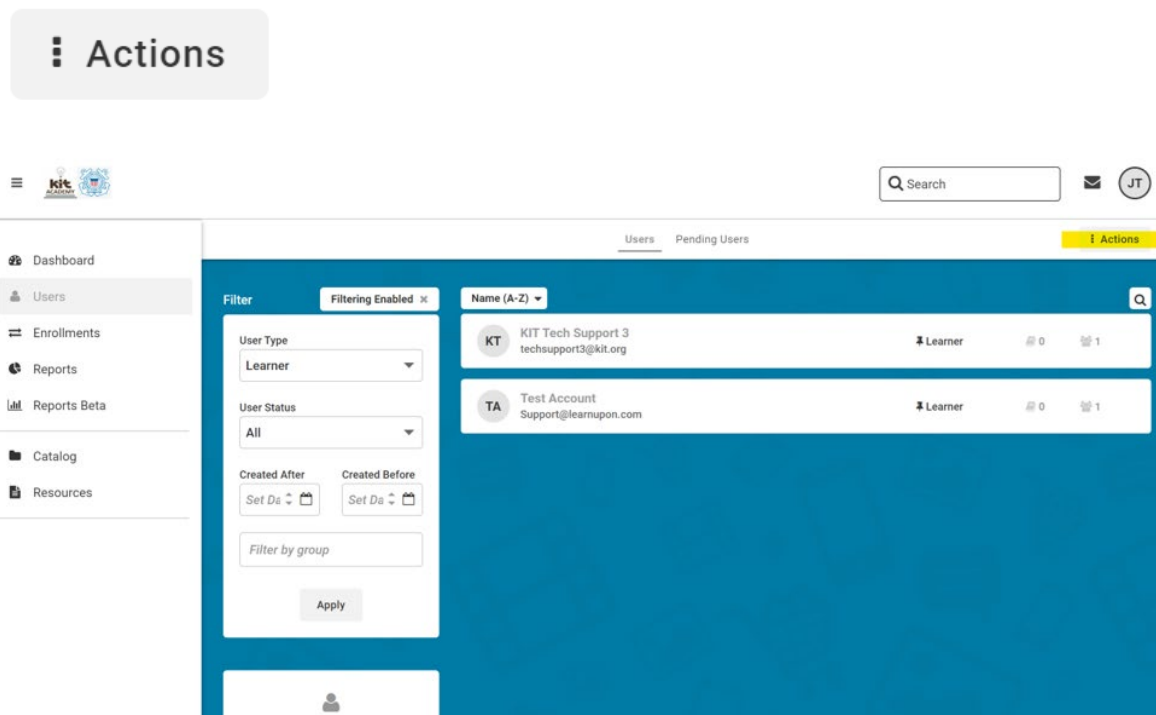 Actions
kit
ACADEMY
Search
JT
Users Pending Users
Actions
Dashboard
Users
Enrollments
Reports
Reports Beta
Catalog
Resources
Filter
Filtering Enabled ×
User Type
Learner
User Status
All
Created After Created Before
Set Da Set Da
Filter by group
Apply
Name (A-Z)
KT
KIT Tech Support 3
techsupport3@kit.org
Learner 0 1
TA
Test Account
Support@learnupon.com
Learner 0 1